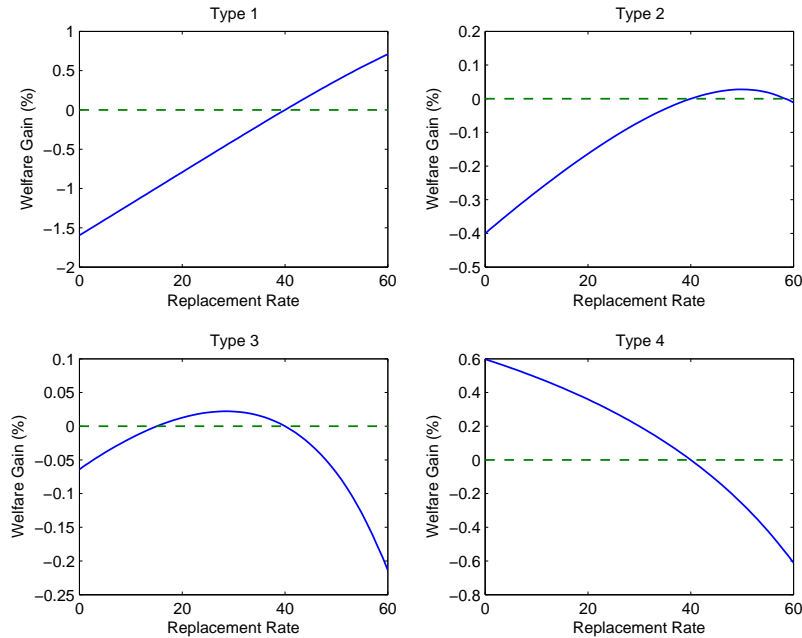 Type 1
1
0.5
0
−0.5
−1
−1.5
−2
Welfare Gain (%)
0 20 40 60
Replacement Rate
Type 2
0.2
0.1
0
−0.1
−0.2
−0.3
−0.4
−0.5
Welfare Gain (%)
0 20 40 60
Replacement Rate
Type 3
0.1
0.05
0
−0.05
−0.1
−0.15
−0.2
−0.25
Welfare Gain (%)
0 20 40 60
Replacement Rate
Type 4
0.6
0.4
0.2
0
−0.2
−0.4
−0.6
−0.8
Welfare Gain (%)
0 20 40 60
Replacement Rate